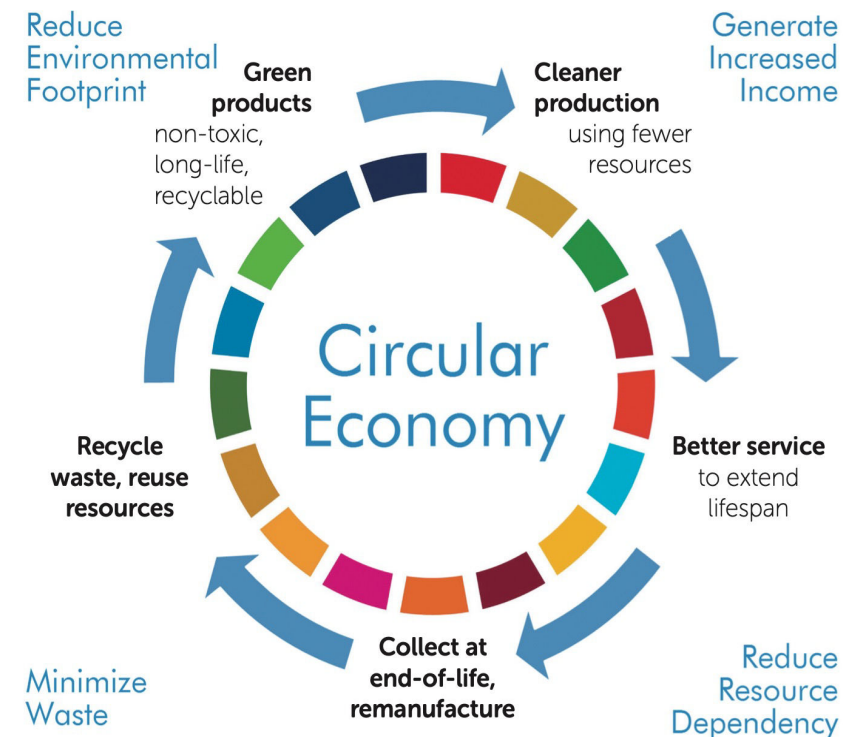 Reduce
Environmental
Footprint
Generate
Increased
Income
Green
products
non-toxic,
long-life,
recyclable
Cleaner
production
using fewer
resources
Circular
Economy
Better service
to extend
lifespan
Recycle
waste, reuse
resources
Collect at
end-of-life,
remanufacture
Minimize
Waste
Reduce
Resource
Dependency